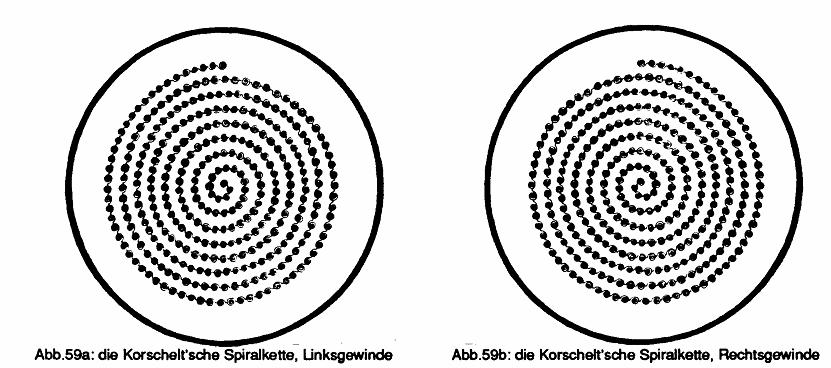 Abb.59a: die Korschelt'sche Spiralkette, Linksgewinde
Abb.59b: die Korschelt'sche Spiralkette, Rechtsgewinde